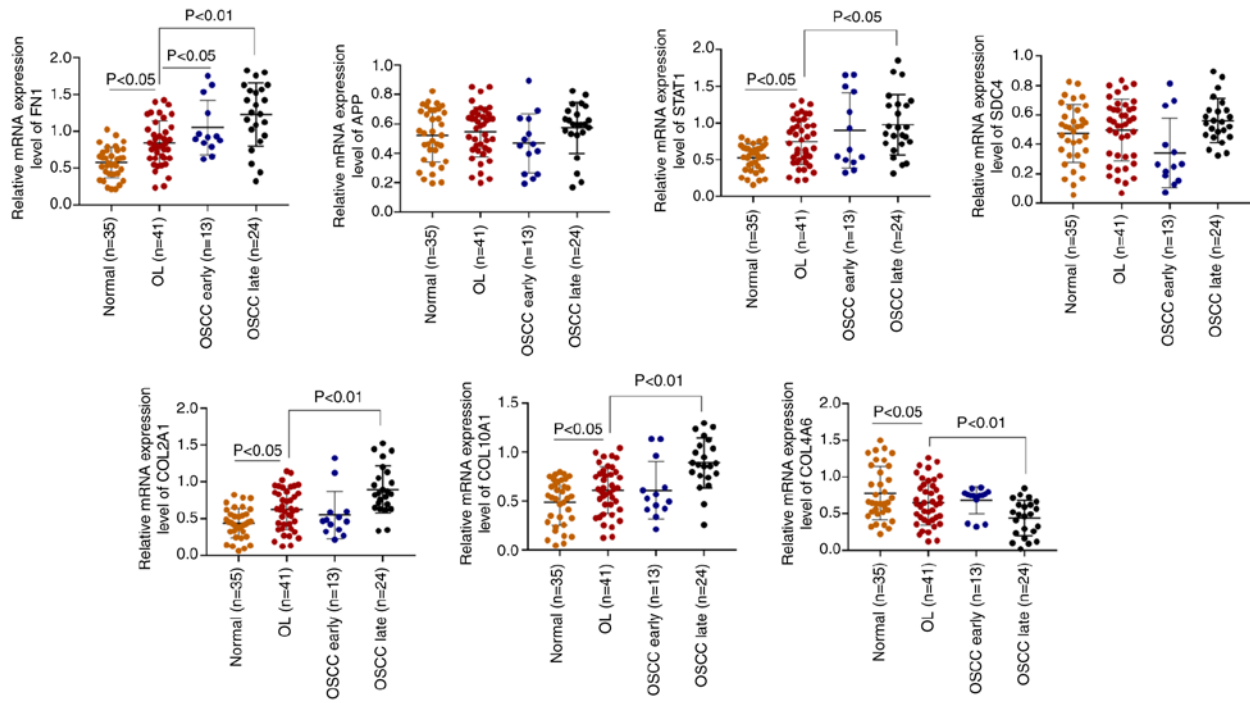 P<0.01
P<0.05
P<0.05
Relative mRNA expression
level of FN1
2.0
1.5
1.0
0.5
0.0
Normal (n=35)
OL (n=41)
OSCC early (n=13)
OSCC late (n=24)
Relative mRNA expression
level of APP
1.0
0.8
0.6
0.4
0.2
0.0
Normal (n=35)
OL (n=41)
OSCC early (n=13)
OSCC late (n=24)
P<0.05
P<0.05
Relative mRNA expression
level of STAT1
2.0
1.5
1.0
0.5
0.0
Normal (n=35)
OL (n=41)
OSCC early (n=13)
OSCC late (n=24)
Relative mRNA expression
level of SDC4
1.0
0.8
0.6
0.4
0.2
0.0
Normal (n=35)
OL (n=41)
OSCC early (n=13)
OSCC late (n=24)
P<0.01
P<0.05
Relative mRNA expression
level of COL2A1
2.0
1.5
1.0
0.5
0.0
Normal (n=35)
OL (n=41)
OSCC early (n=13)
OSCC late (n=24)
P<0.01
P<0.05
Relative mRNA expression
level of COL10A1
1.5
1.0
0.5
0.0
Normal (n=35)
OL (n=41)
OSCC early (n=13)
OSCC late (n=24)
P<0.05
P<0.01
Relative mRNA expression
level of COL4A6
2.0
1.5
1.0
0.5
0.0
Normal (n=35)
OL (n=41)
OSCC early (n=13)
OSCC late (n=24)